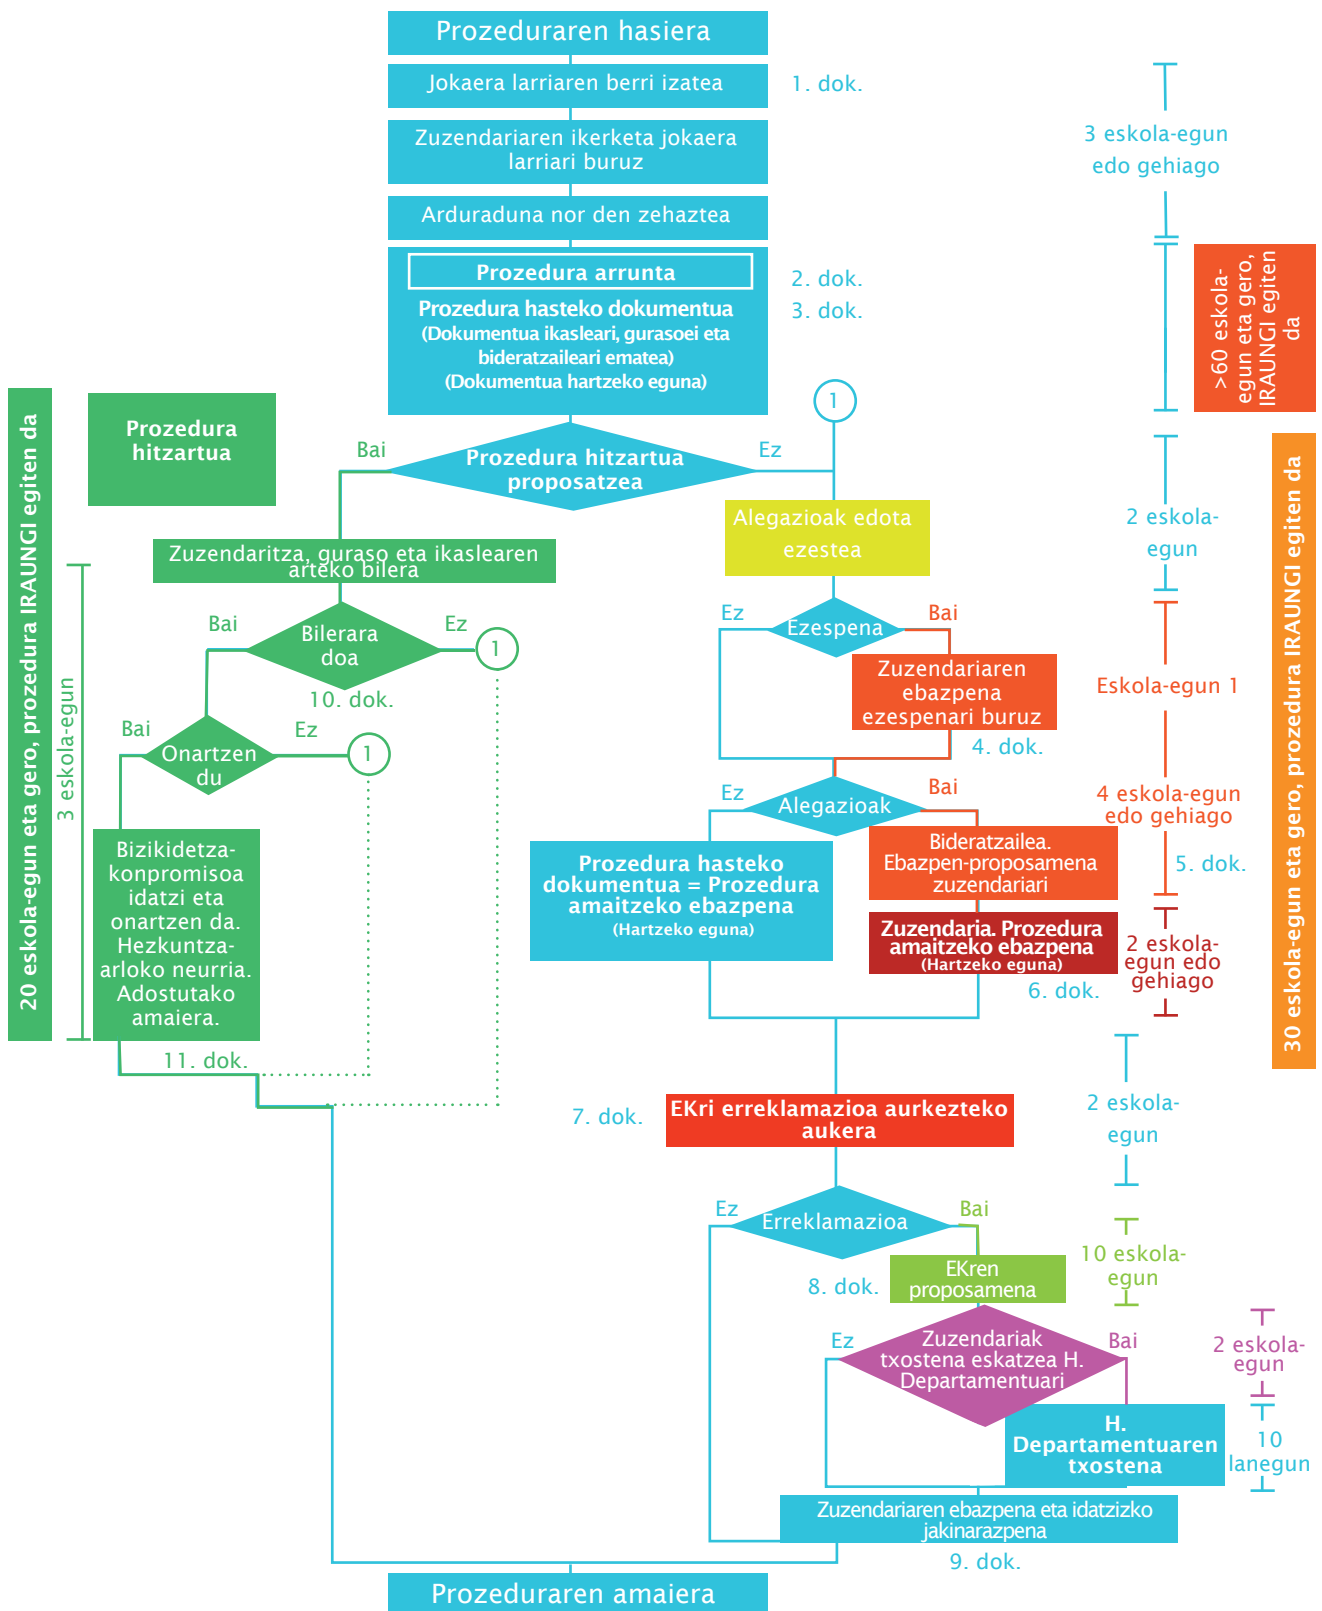 Prozeduraren hasiera
Jokaera larriaren berri izatea
1. dok.
3 eskola-egun
edo gehiago
Zuzendariaren ikerketa jokaera
larriari buruz
Arduraduna nor den zehaztea
Prozedura arrunta
2. dok.
3. dok.
Prozedura hasteko dokumentua
(Dokumentua ikasleari, gurasoei eta
bideratzaileari ematea)
(Dokumentua hartzeko eguna)
>60 eskola-
egun eta gero,
IRAUNGI egiten
da
1
20 eskola-egun eta gero, prozedura IRAUNGI egiten da
Prozedura
hitzartua
Bai
Prozedura hitzartua
proposatzea
Ez
30 eskola-egun eta gero, prozedura IRAUNGI egiten da
Alegazioak edota
ezestea
2 eskola-
egun
Zuzendaritza, guraso eta ikaslearen
arteko bilera
3 eskola-egun
Bai
Bilerara
doa
Ez
1
10. dok.
Ez
Ezespena
Bai
Zuzendariaren
ebazpena
ezespenari buruz
4. dok.
Eskola-egun 1
Bai
Onartzen
du
Ez
1
Ez
Alegazioak
Bai
4 eskola-egun
edo gehiago
5. dok.
Bizikidetza-
konpromisoa
idatzi eta
onartzen da.
Hezkuntza-
arloko neurria.
Adostutako
amaiera.
11. dok.
Prozedura hasteko
dokumentua = Prozedura
amaitzeko ebazpena
(Hartzeko eguna)
Bideratzailea.
Ebazpen-proposamena
zuzendariari
Zuzendaria. Prozedura
amaitzeko ebazpena
(Hartzeko eguna)
6. dok.
2 eskola-
egun edo
gehiago
7. dok.
EKri erreklamazioa aurkezteko
aukera
2 eskola-
egun
Ez
Erreklamazioa
Bai
8. dok.
EKren
proposamena
10 eskola-
egun
Ez
Zuzendariak
txostena eskatzea H.
Departamentuari
Bai
2 eskola-
egun
H.
Departamentuaren
txostena
10
lanegun
Zuzendariaren ebazpena eta idatzizko
jakinarazpena
9. dok.
Prozeduraren amaiera